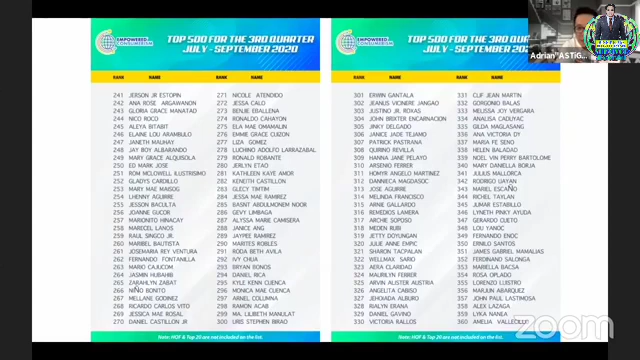 EMPOWERED CONSUMERISM
TOP 500 FOR THE 3RD QUARTER
JULY - SEPTEMBER 2020
RANK NAME RANK NAME
241 JERSON JR ESTOPIN
242 ANA ROSE ARGAWANON
243 GLORIA GRACE MANATAD
244 NICO ROCO
245 ALEYA BITABIT
246 ELAINE LOU ARAMBULO
247 JANETH MAUHAY
248 JAY BOY ALBARANDO
249 MARY GRACE ALQUISOLA
250 ED MARK JOSE
251 ROM MCLOWELL ILUSTRISIMO
252 GLADYS CARDILLO
253 MARY MAE MAISOG
254 LHENNY AGUIRRE
255 JESSON BACULTA
256 JOANNE GUCOR
257 MARIONITO HINACAY
258 MARECEL LANOS
259 RAUL SINGCO JR.
260 MARIBEL BAUTISTA
261 JOSEMARIA REY VENTURA
262 FERNANDO FONTANILLA
263 MARIO CAJUCOM
264 JASMIN HUBAHIB
265 ZARAHLYN ZABAT
266 NIÑO BONITO
267 MELLANE GODINEZ
268 RICARDO CARLOS VITO
269 JESSICA MAE ROSAL
270 DANIEL CASTILLON JR
271 NICOLE ATENDIDO
272 JESSA CALO
273 BENJIE EBALLENA
274 RONALDO CAHAYON
275 ELA MAE OMAMALIN
276 EMMIE GRACE CUIZON
277 LIZA GOMEZ
278 LUCHINO ADOLFO LARRAZABAL
279 RONALD ROBANTE
280 JERLYN ETAO
281 KATHLEEN KAYE AMOR
282 KENETH CASTILLON
283 GLECY TIMTIM
284 JESSA MAE RAMIREZ
285 BASNT ABDULMONEM NOOR
286 GEVY LIMBAGA
287 ALYSSA MARIE CAMISERA
288 JANICE ANG
289 JAYPEE RAMIREZ
290 MARITES ROBLES
291 RODA BETH AVILA
292 IVY CHUA
293 BRYAN BONOS
294 DANIEL RICA
295 KYLE KENN CUENCA
296 MONICA MAE CUENCA
297 ARNEL COLUMNA
298 RAMON ACAB
299 MA. LILIBETH MANULAT
300 LIRIS STEPHEN BIRAO
Note: HOF & Top 20 are not included on the list.
EMPOWERED CONSUMERISM
TOP 500 FOR THE 3RD QUARTER
JULY - SEPTEMBER 2020
RANK NAME RANK NAME
301 ERWIN GANTALA
302 JEANUS VICINERE JANGAO
303 JUSTINO JR. ROXAS
304 JOHN BRIXTER ENCARNACION
305 JINKY DELGADO
306 JANICE JADE TEJAMO
307 PATRICK PASTRANA
308 QUIRINO REVILLA
309 HANNA JANE PELAYO
310 ARSENIO FERRER
311 HOMYR ANGELO MARTINEZ
312 DANNIECA MAGDASOC
313 JOSE AGUIRRE
314 MELINDA FRANCISCO
315 ARNIE GALLARDO
316 REMEDIOS LAMERA
317 ARCHIE SOPOSO
318 MEDEN RUBI
319 JETTY DOYUNGAN
320 JULIE ANNE EMPIC
321 SHARON TACPALAN
322 WELLMAX SARIO
323 AERA CLARIDAD
324 MAURILYN FERRER
325 ARVIN ALISTER AUSTRIA
326 ANGELITA CABISO
327 JEHXADA ALBURO
328 RIALYN ERANA
329 DANIEL GAVINO
330 VICTORIA RALLOS
331 CLIF JEAN MARTIN
332 GORGONIO BALAS
333 MELISSA JOY VERGARA
334 ANALISA CADUYAC
335 GILDA MAGLASANG
336 ANA VICTORIA DY
337 MARIA FE SENO
338 HELEN BALADAD
339 NOEL VIN PERRY BARTOLOME
340 MARY DANIELLA BORJA
341 JULIUS MALLORCA
342 RODRIGO UAYAN
343 MARIEL ESCAÑO
344 RICHEL TAYLAN
345 JUMAR ESTABILLO
346 LYNETH PINKY AYUDA
347 GERARDO CUETO
348 LOU YANOC
349 FERNANDO ENOC
350 ERNILO SANTOS
351 JAMES GABRIEL MAMALIAS
352 FERDINAND SALONGA
353 MABELLA BACSA
354 ROSA OPLADO
355 LORENZO LUISTRO
356 MARJUN ABARQUEZ
357 JOHN PAUL LASTIMOSA
358 ALEX LAZAGA
359 LYKA NANEA
360 AMELIA VALLECILLO
Note: HOF & Top 20 are not included on the list.
Adrian "ASTIG...
zoom